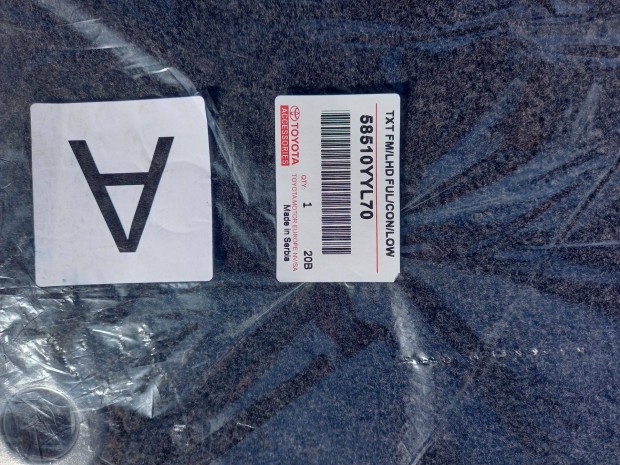 A
TXT FM/LHD FUL/CON/LOW
58510YYL70
TOYOTA
ACCESSORIES
QTY: 1 20B
TOYOTA MOTOR EUROPE NV/SA
Made in Serbia